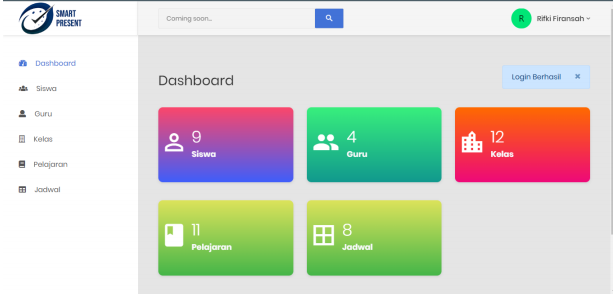 SMART
PRESENT
Coming soon..
R
Rifki Firansah
Dashboard
Siswa
Guru
Kelas
Pelajaran
Jadwal
Dashboard
Login Berhasil ×
9
Siswa
4
Guru
12
Kelas
11
Pelajaran
8
Jadwal